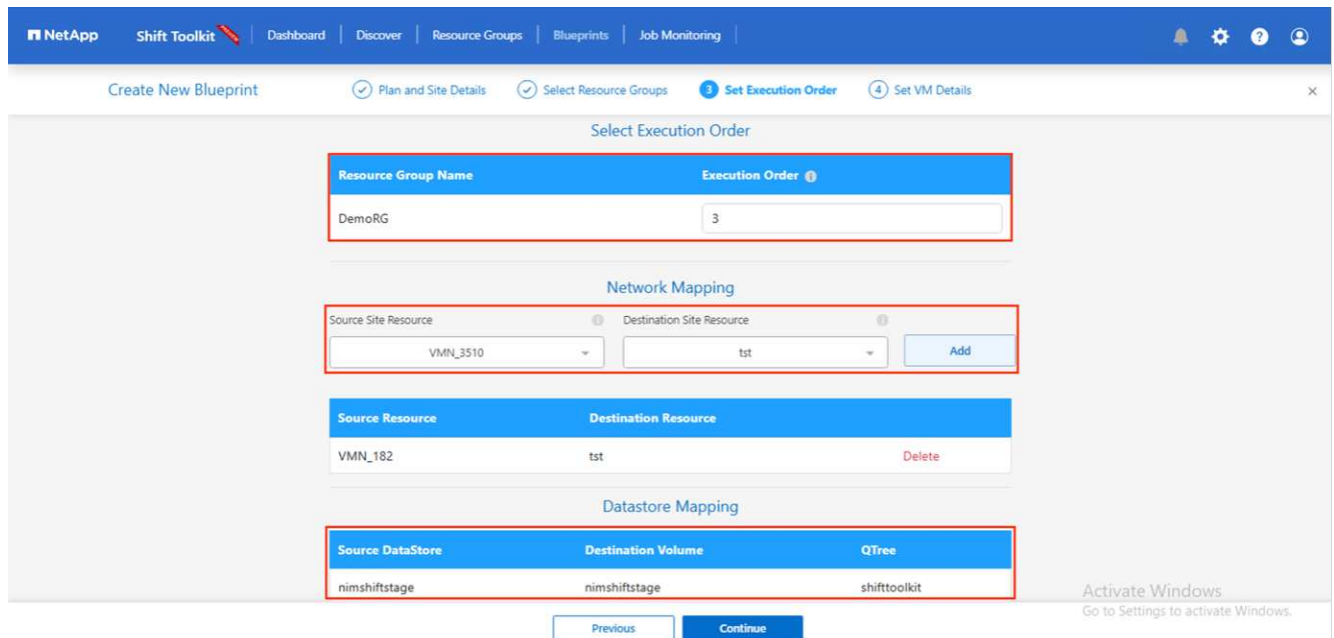 NetApp Shift Toolkit Dashboard Discover Resource Groups Blueprints Job Monitoring
Create New Blueprint Plan and Site Details Select Resource Groups 3 Set Execution Order 4 Set VM Details
Select Execution Order
Resource Group Name Execution Order
DemoRG 3
Network Mapping
Source Site Resource Destination Site Resource
VMN_3510 tst Add
Source Resource Destination Resource
VMN_182 tst Delete
Datastore Mapping
Source DataStore Destination Volume QTree
nimshiftstage nimshiftstage shifttoolkit
Activate Windows
Go to Settings to activate Windows.
Previous Continue